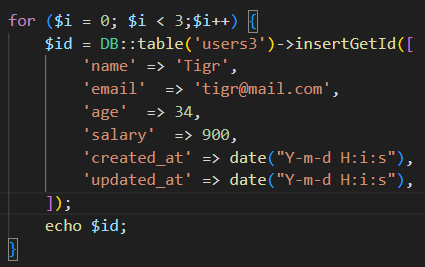 for ($i = 0; $i < 3;$i++) {
    $id = DB::table('users3')->insertGetId([
        'name' => 'Tigr',
        'email'  => 'tigr@mail.com',
        'age'  => 34,
        'salary'  => 900,
        'created_at' => date("Y-m-d H:i:s"),
        'updated_at' => date("Y-m-d H:i:s"),
    ]);
    echo $id;
}